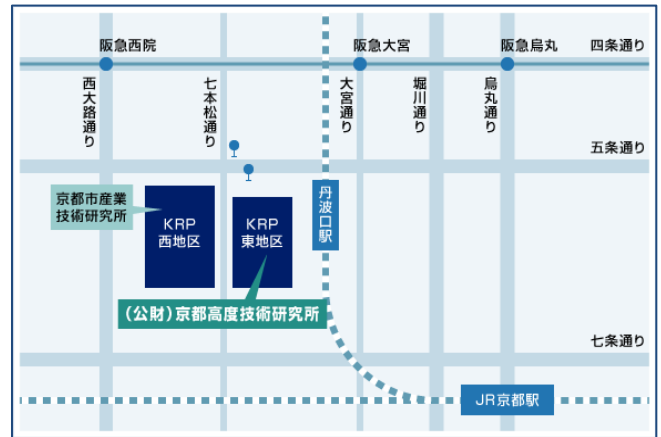 阪急西院
阪急大宮
阪急烏丸
四条通り
西大路通り
七本松通り
大宮通り
堀川通り
烏丸通り
五条通り
京都市産業
技術研究所
KRP
西地区
KRP
東地区
丹波口駅
(公財)京都高度技術研究所
七条通り
JR京都駅